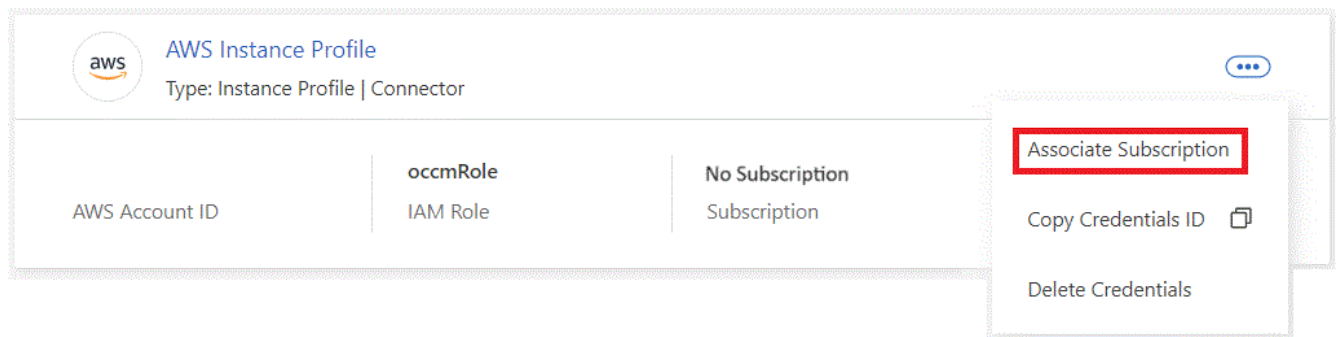 aws
AWS Instance Profile
Type: Instance Profile | Connector
Associate Subscription
occmRole
No Subscription
AWS Account ID
IAM Role
Subscription
Copy Credentials ID
Delete Credentials